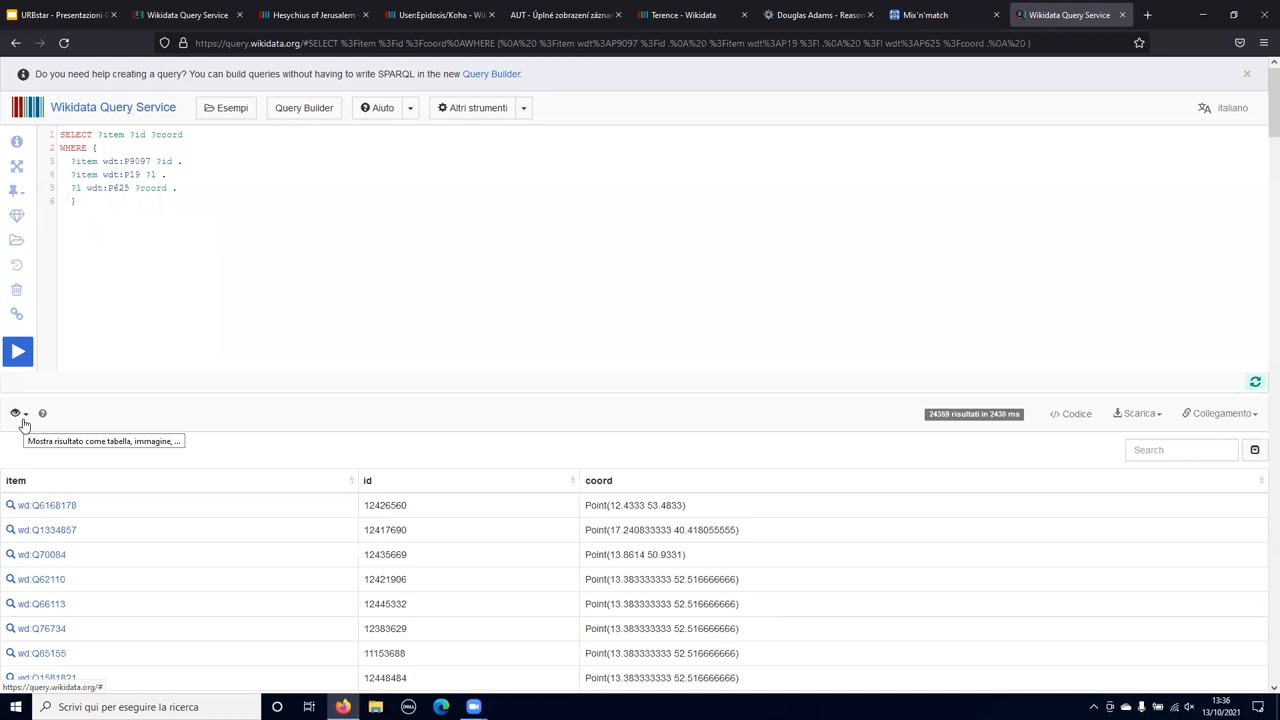 URBstar - Presentazioni G
Wikidata Query Service
Hesychius of Jerusalem -
User:Epidosis/Koha - Wik
AUT - Úplné zobrazení zázna
Terence - Wikidata
Douglas Adams - Reason
Mix'n'match
Wikidata Query Service
https://query.wikidata.org/#SELECT %3Fitem %3Fid %3Fcoord%0AWHERE {%0A%20 %3Fitem wdt%3AP9097 %3Fid .%0A%20 %3Fitem wdt%3AP19 %3Fl .%0A%20 %3Fl wdt%3AP625 %3Fcoord .%0A%20 }
Do you need help creating a query? You can build queries without having to write SPARQL in the new Query Builder.
Wikidata Query Service
Esempi
Query Builder
Aiuto
Altri strumenti
italiano
1 SELECT ?item ?id ?coord
2 WHERE {
3 ?item wdt:P9097 ?id .
4 ?item wdt:P19 ?l .
5 ?l wdt:P625 ?coord .
6 }
24359 risultati in 2430 ms
Codice
Scarica
Collegamento
Mostra risultato come tabella, immagine, ...
Search
item id coord
wd:Q6168178 12426560 Point(12.4333 53.4833)
wd:Q1334857 12417690 Point(17.240833333 40.418055555)
wd:Q70084 12435669 Point(13.8614 50.9331)
wd:Q62110 12421906 Point(13.383333333 52.516666666)
wd:Q66113 12445332 Point(13.383333333 52.516666666)
wd:Q76734 12383629 Point(13.383333333 52.516666666)
wd:Q85155 11153688 Point(13.383333333 52.516666666)
wd:Q1581821 12448484 Point(13.383333333 52.516666666)
https://query.wikidata.org/#
Scrivi qui per eseguire la ricerca
DELL
13:36
13/10/2021